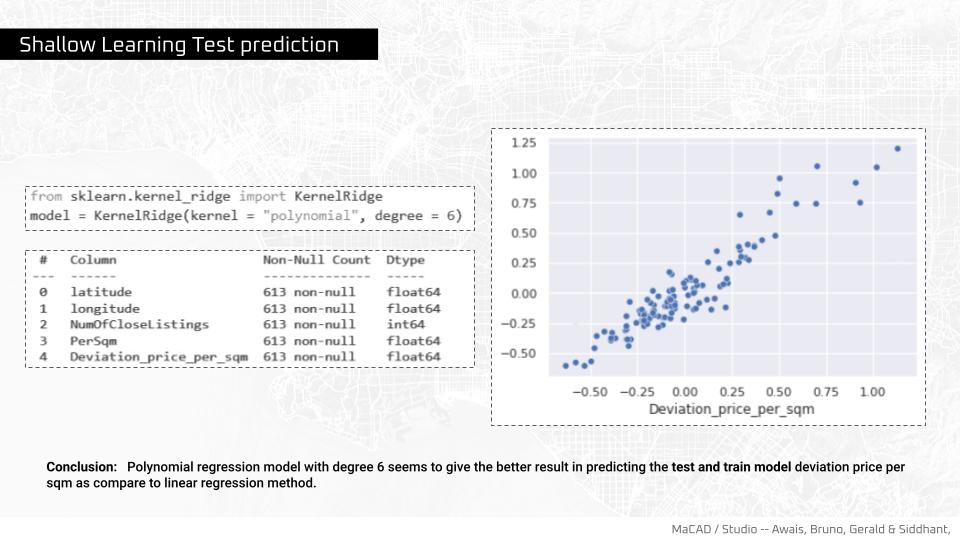 Shallow Learning Test prediction
from sklearn.kernel_ridge import KernelRidge
model = KernelRidge(kernel = "polynomial", degree = 6)
# Column Non-Null Count Dtype
--- ------ -------------- -----
0 latitude 613 non-null float64
1 longitude 613 non-null float64
2 NumOfCloseListings 613 non-null int64
3 PerSqm 613 non-null float64
4 Deviation_price_per_sqm 613 non-null float64
1.25
1.00
0.75
0.50
0.25
0.00
−0.25
−0.50
−0.50 −0.25 0.00 0.25 0.50 0.75 1.00
Deviation_price_per_sqm
Conclusion: Polynomial regression model with degree 6 seems to give the better result in predicting the test and train model deviation price per
sqm as compare to linear regression method.
MaCAD / Studio -- Awais, Bruno, Gerald & Siddhant,